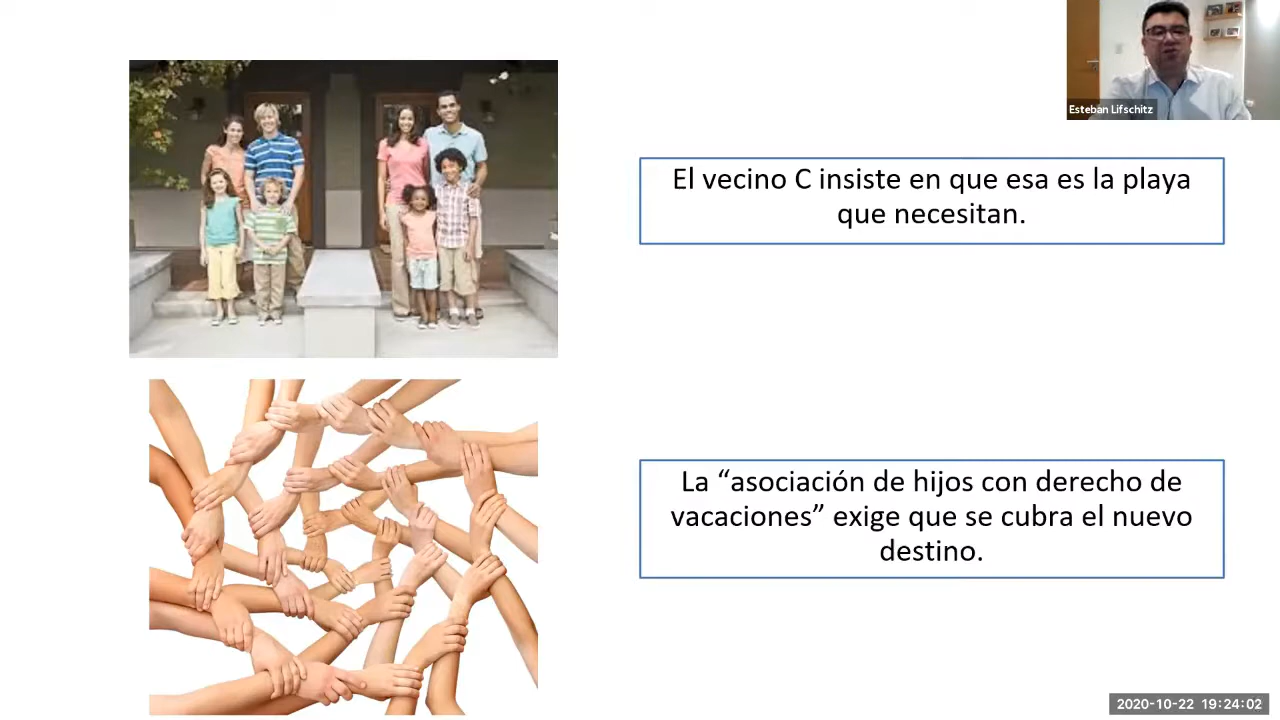 Esteban Lifschitz
El vecino C insiste en que esa es la playa
que necesitan.
La “asociación de hijos con derecho de
vacaciones” exige que se cubra el nuevo
destino.
2020-10-22 19:24:02